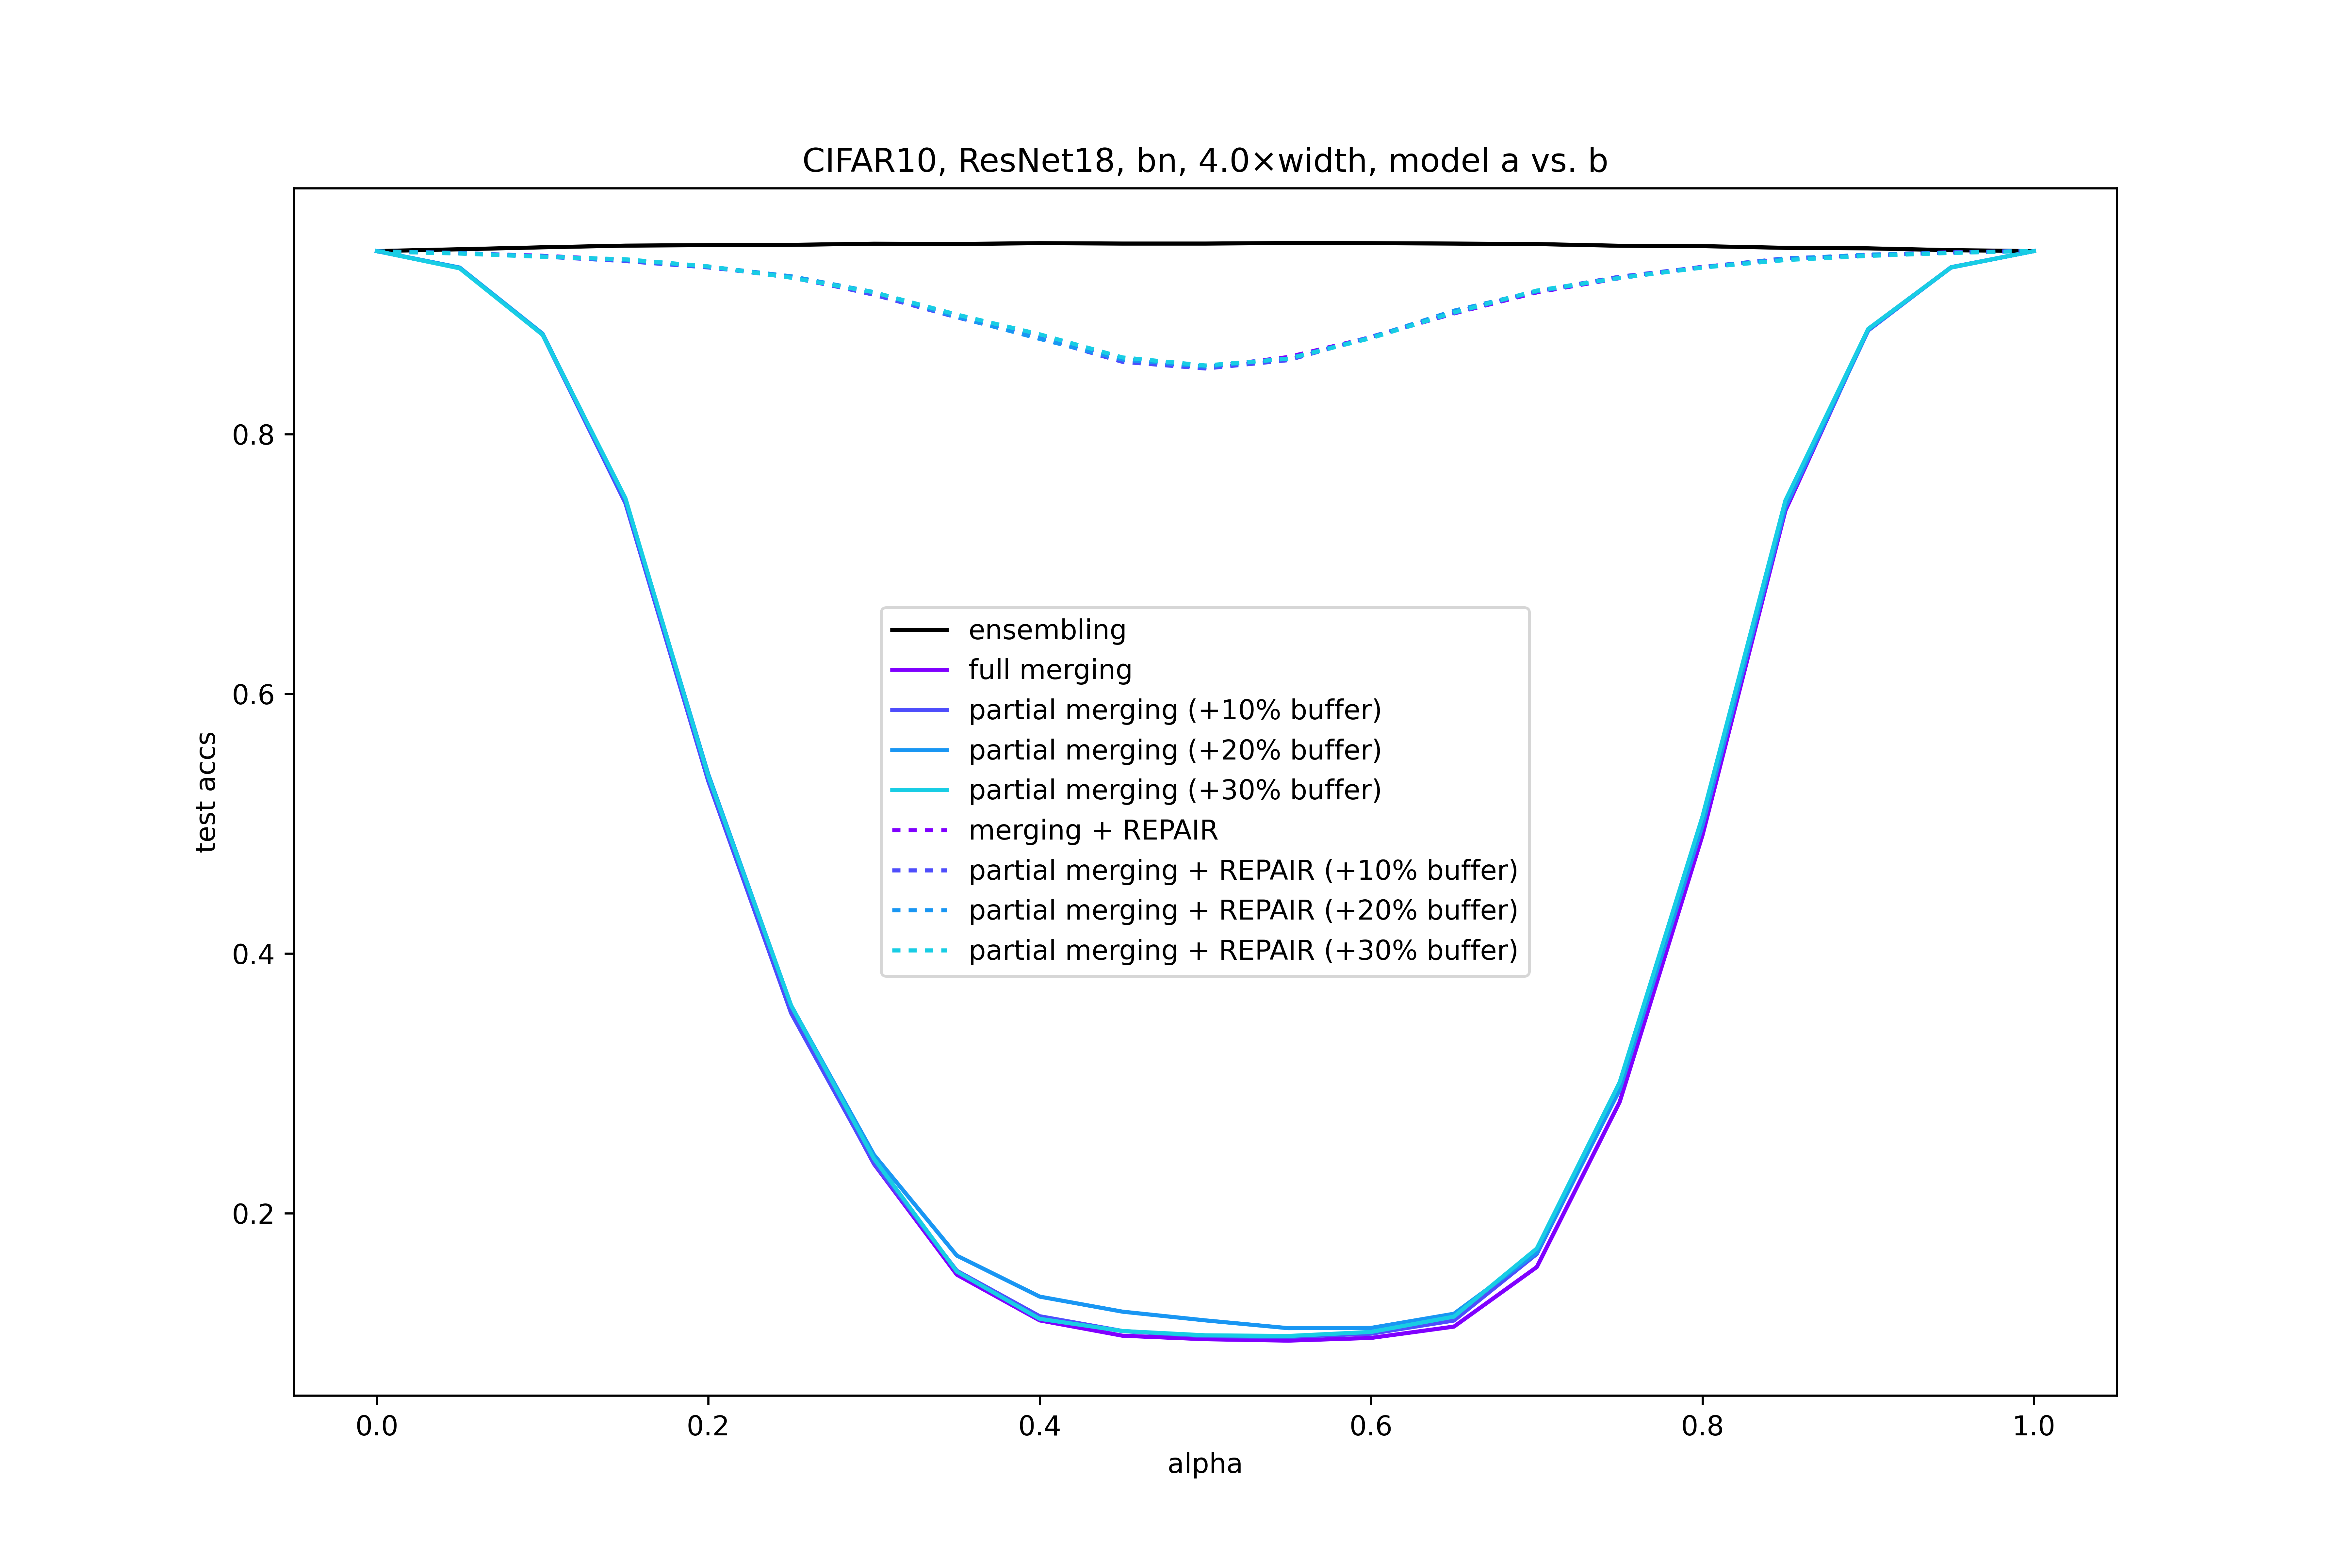 CIFAR10, ResNet18, bn, 4.0×width, model a vs. b
test accs
0.8
0.6
0.4
0.2
ensembling
full merging
partial merging (+10% buffer)
partial merging (+20% buffer)
partial merging (+30% buffer)
merging + REPAIR
partial merging + REPAIR (+10% buffer)
partial merging + REPAIR (+20% buffer)
partial merging + REPAIR (+30% buffer)
0.0 0.2 0.4 0.6 0.8 1.0
alpha